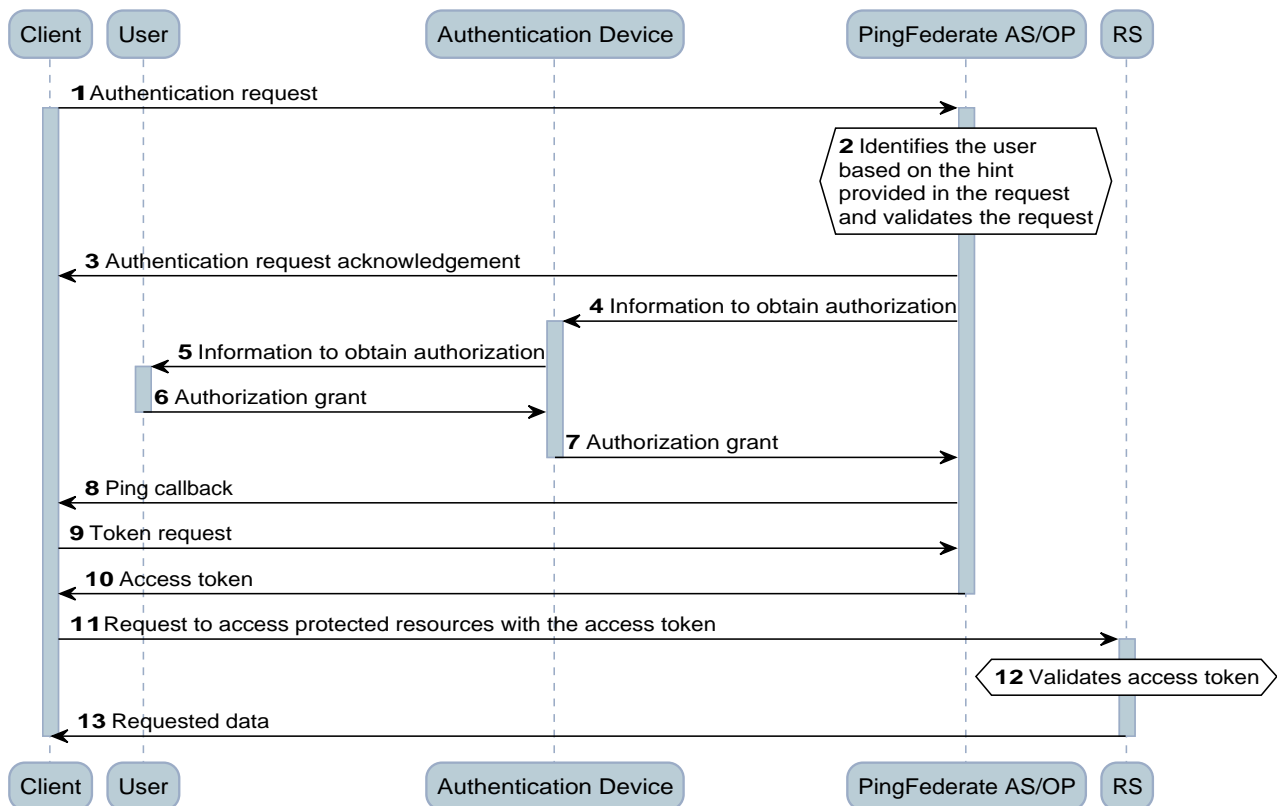 Client User Authentication Device PingFederate AS/OP RS
1 Authentication request
2 Identifies the user
based on the hint
provided in the request
and validates the request
3 Authentication request acknowledgement
4 Information to obtain authorization
5 Information to obtain authorization
6 Authorization grant
7 Authorization grant
8 Ping callback
9 Token request
10 Access token
11 Request to access protected resources with the access token
12 Validates access token
13 Requested data
Client User Authentication Device PingFederate AS/OP RS